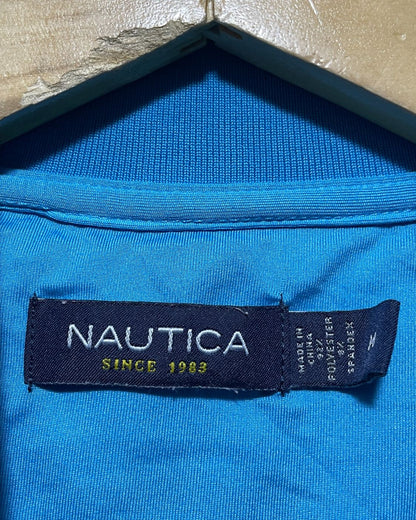 NAUTICA
SINCE 1983
MADE IN
CHINA
92%
POLYESTER
8%
SPANDEX